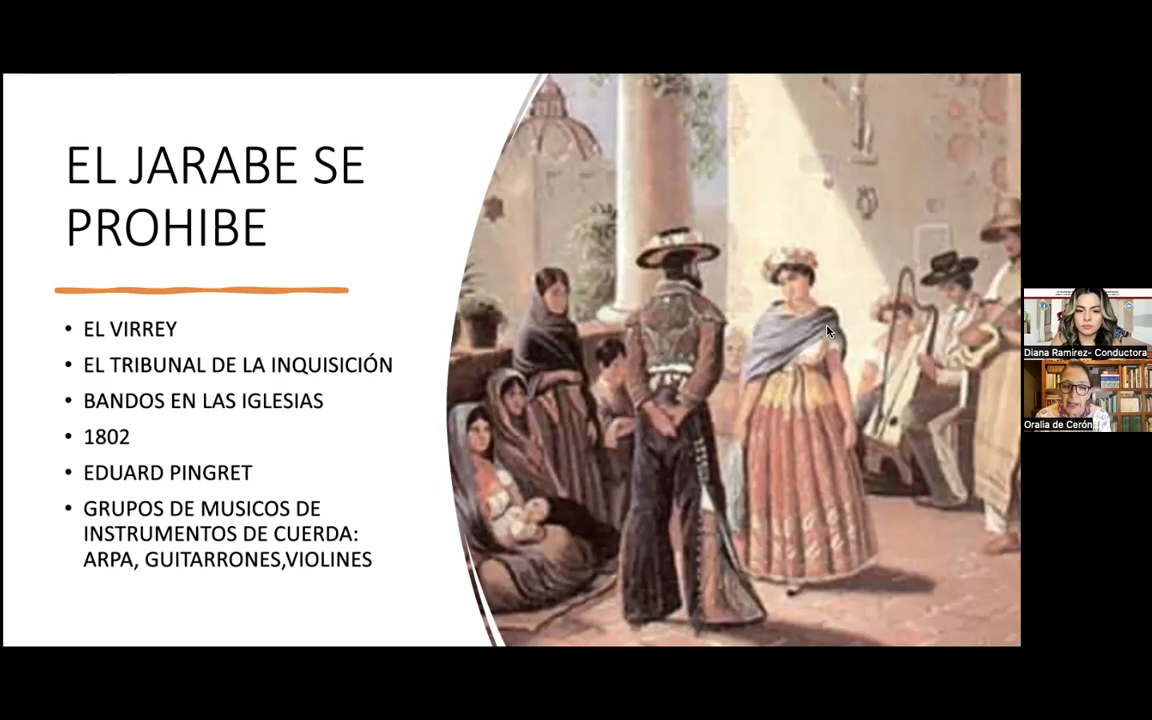 EL JARABE SE
PROHIBE
• EL VIRREY
• EL TRIBUNAL DE LA INQUISICIÓN
• BANDOS EN LAS IGLESIAS
• 1802
• EDUARD PINGRET
• GRUPOS DE MUSICOS DE
INSTRUMENTOS DE CUERDA:
ARPA, GUITARRONES,VIOLINES
Diana Ramirez- Conductora
Oralia de Cerón